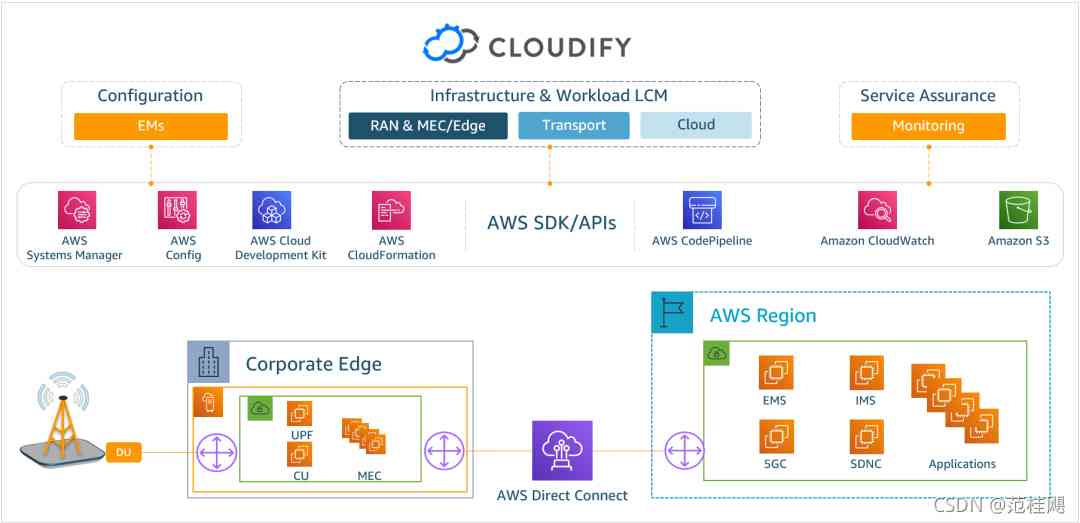 CLOUDIFY
Configuration
EMs
Infrastructure & Workload LCM
RAN & MEC/Edge
Transport
Cloud
Service Assurance
Monitoring
AWS
Systems Manager
AWS
Config
AWS Cloud
Development Kit
AWS
CloudFormation
AWS SDK/APIs
AWS CodePipeline
Amazon CloudWatch
Amazon S3
AWS Region
Corporate Edge
EMS
IMS
UPF
DU
CU
MEC
5GC
SDNC
Applications
AWS Direct Connect
CSDN @范桂飓